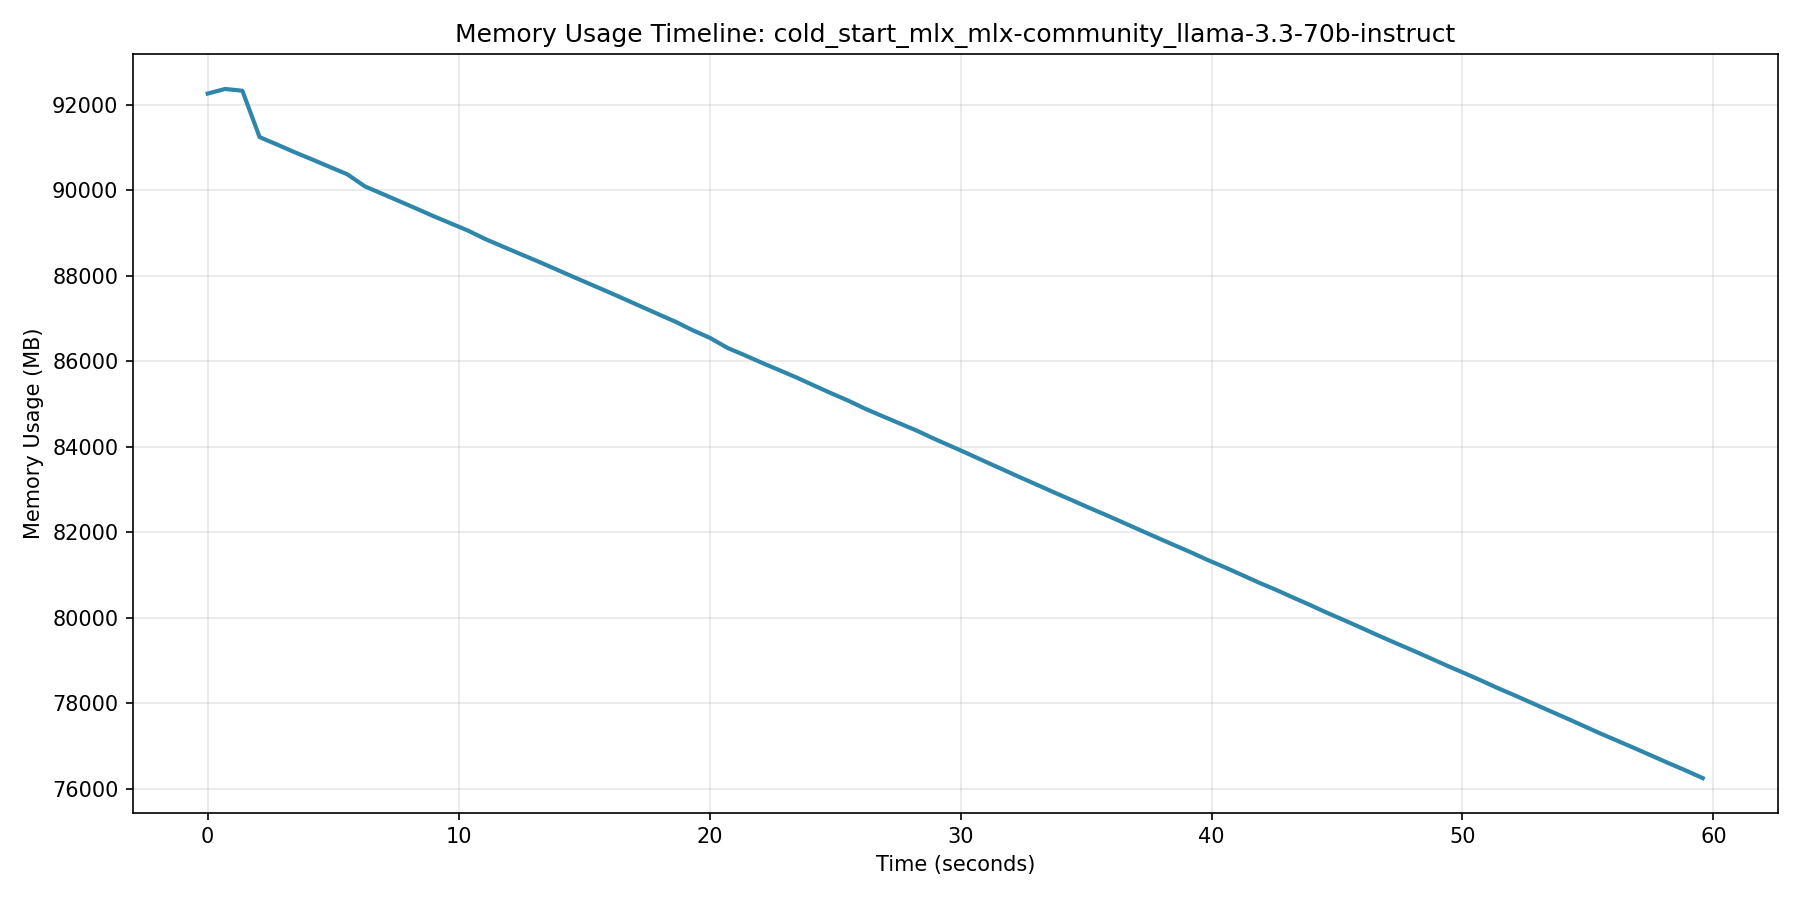 Memory Usage Timeline: cold_start_mlx_mlx-community_llama-3.3-70b-instruct
92000
90000
88000
86000
84000
82000
80000
78000
76000
Memory Usage (MB)
0 10 20 30 40 50 60
Time (seconds)